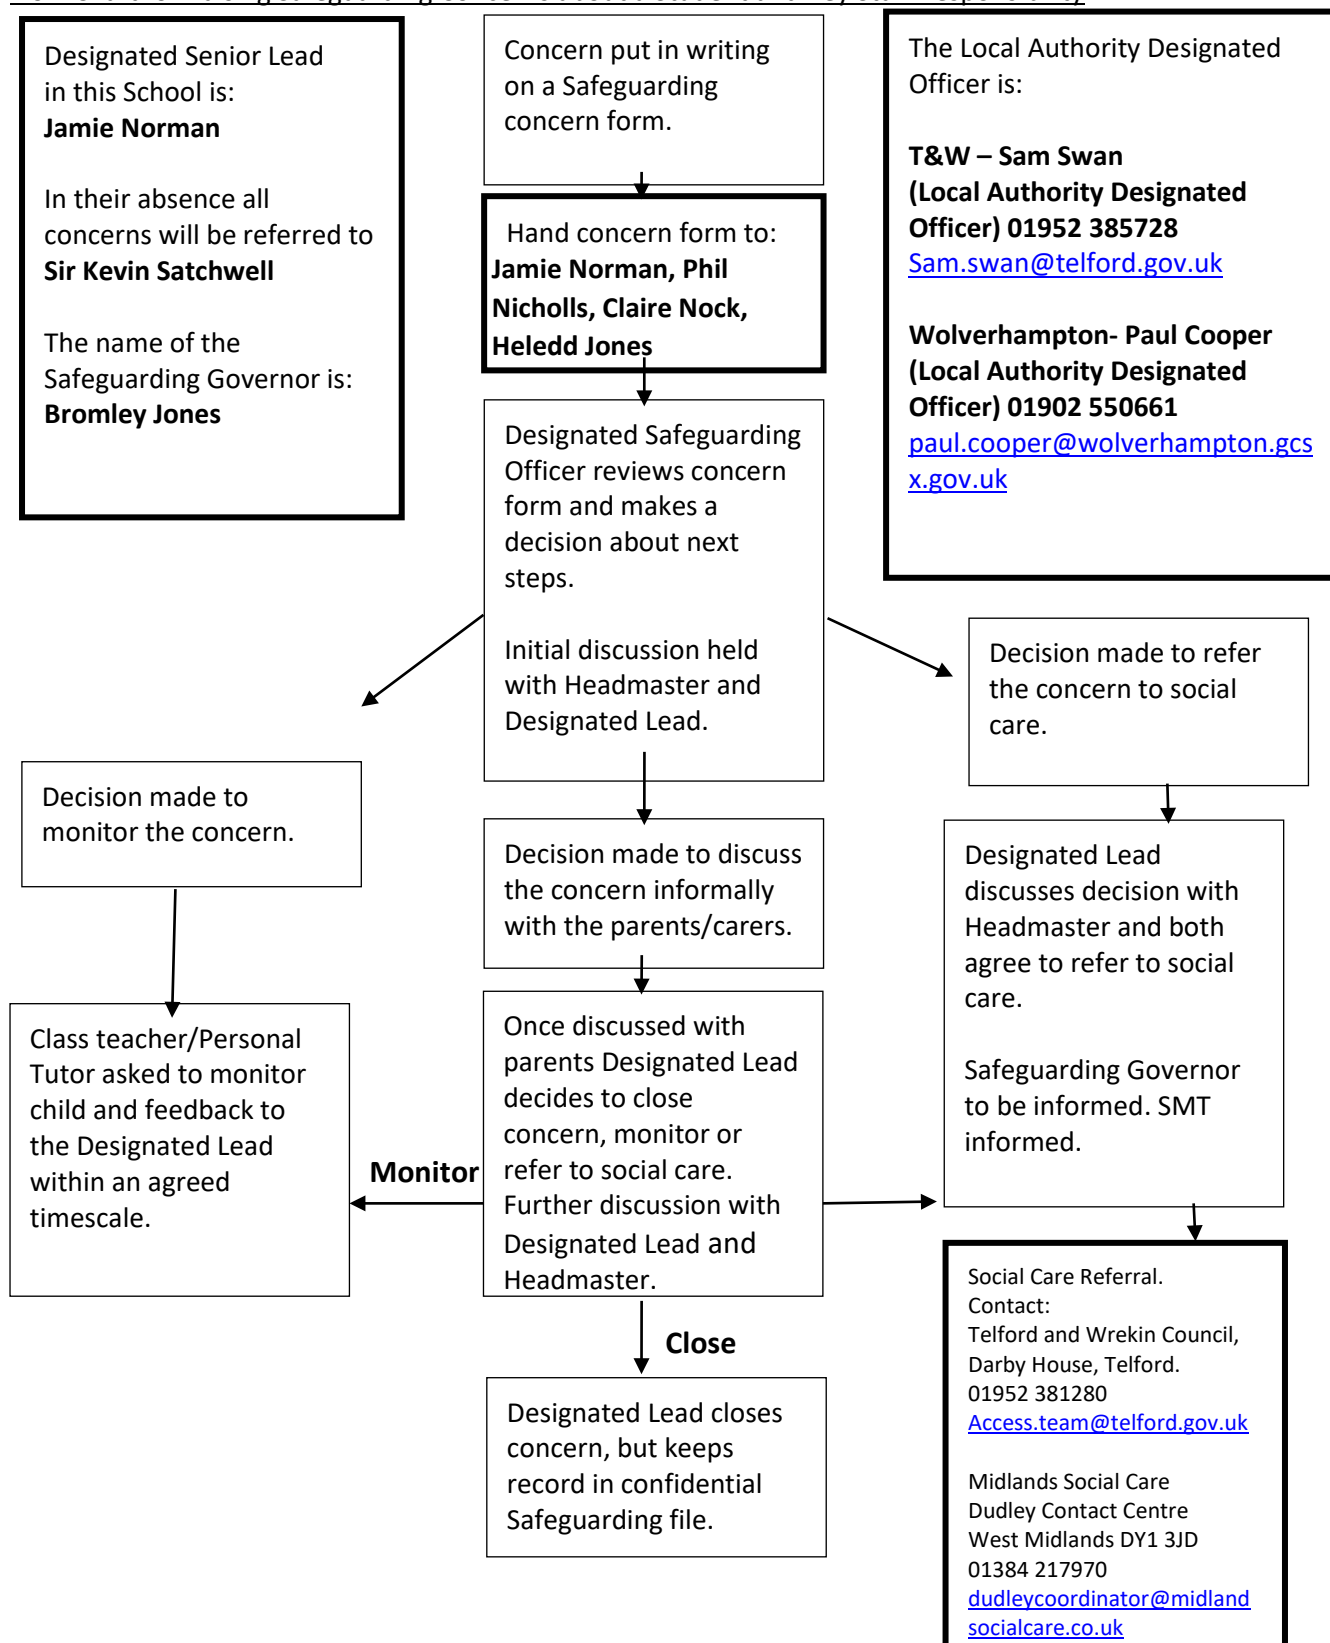 Designated Senior Lead
in this School is:
Jamie Norman
In their absence all
concerns will be referred to
Sir Kevin Satchwell
The name of the
Safeguarding Governor is:
Bromley Jones
Concern put in writing
on a Safeguarding
concern form.
Hand concern form to:
Jamie Norman, Phil
Nicholls, Claire Nock,
Heledd Jones
The Local Authority Designated
Officer is:
T&W – Sam Swan
(Local Authority Designated
Officer) 01952 385728
Sam.swan@telford.gov.uk
Wolverhampton- Paul Cooper
(Local Authority Designated
Officer) 01902 550661
paul.cooper@wolverhampton.gcs
x.gov.uk
Designated Safeguarding
Officer reviews concern
form and makes a
decision about next
steps.
Initial discussion held
with Headmaster and
Designated Lead.
Decision made to refer
the concern to social
care.
Decision made to
monitor the concern.
Decision made to discuss
the concern informally
with the parents/carers.
Designated Lead
discusses decision with
Headmaster and both
agree to refer to social
care.
Safeguarding Governor
to be informed. SMT
informed.
Class teacher/Personal
Tutor asked to monitor
child and feedback to
the Designated Lead
within an agreed
timescale.
Monitor
Once discussed with
parents Designated Lead
decides to close
concern, monitor or
refer to social care.
Further discussion with
Designated Lead and
Headmaster.
Close
Designated Lead closes
concern, but keeps
record in confidential
Safeguarding file.
Social Care Referral.
Contact:
Telford and Wrekin Council,
Darby House, Telford.
01952 381280
Access.team@telford.gov.uk
Midlands Social Care
Dudley Contact Centre
West Midlands DY1 3JD
01384 217970
dudleycoordinator@midland
socialcare.co.uk